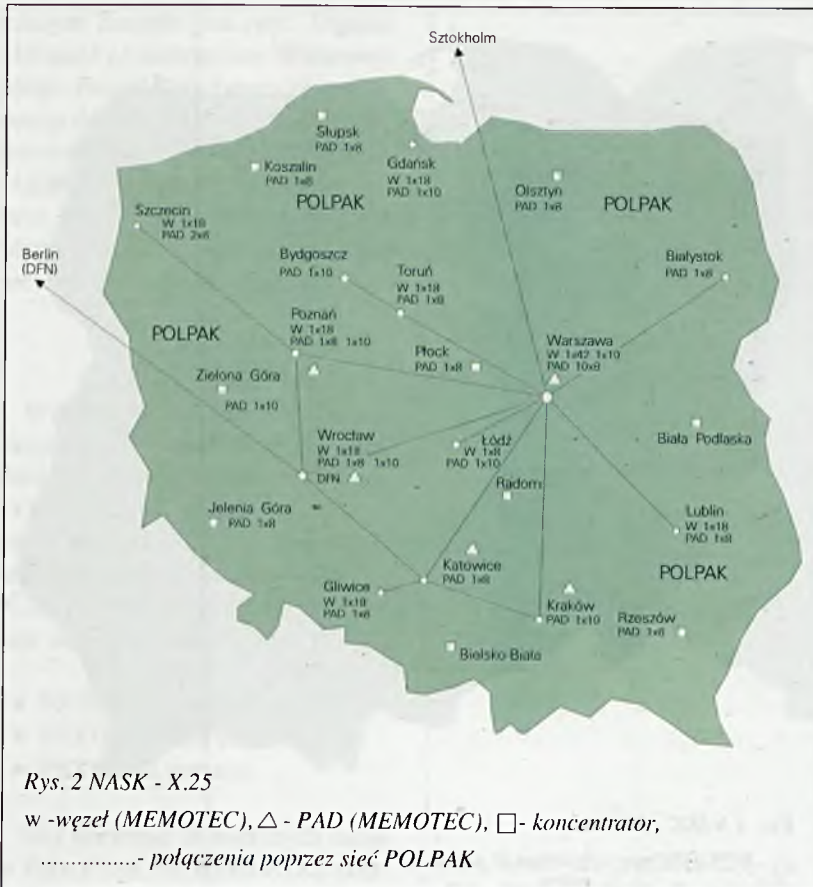 Sztokholm
Słupsk
PAD 1x8
Gdańsk
W 1x18
PAD 1x10
Koszalin
PAD 1x8
Olsztyn
PAD 1x8
POLPAK
POLPAK
Szczecin
W 1x18
PAD 2x8
Berlin
(DFN)
Bydgoszcz
PAD 1x10
Toruń
W 1x18
PAD 1x8
Białystok
PAD 1x8
Poznań
W 1x18
PAD 1x8 1x10
POLPAK
Płock
PAD 1x8
Warszawa
W 1x42 1x10
PAD 10x8
Zielona Góra
PAD 1x10
Wrocław
W 1x18
PAD 1x8 1x10
DFN
Łódź
W 1x8
PAD 1x10
Biała Podlaska
Radom
Jelenia Góra
PAD 1x8
Lublin
W 1x18
PAD 1x8
Katowice
PAD 1x8
POLPAK
Gliwice
W 1x18
PAD 1x8
Kraków
PAD 1x10
Rzeszów
PAD 1x8
Bielsko-Biała
Rys. 2 NASK - X.25
w -węzeł (MEMOTEC), △ - PAD (MEMOTEC), □- koncentrator,
................- połączenia poprzez sieć POLPAK